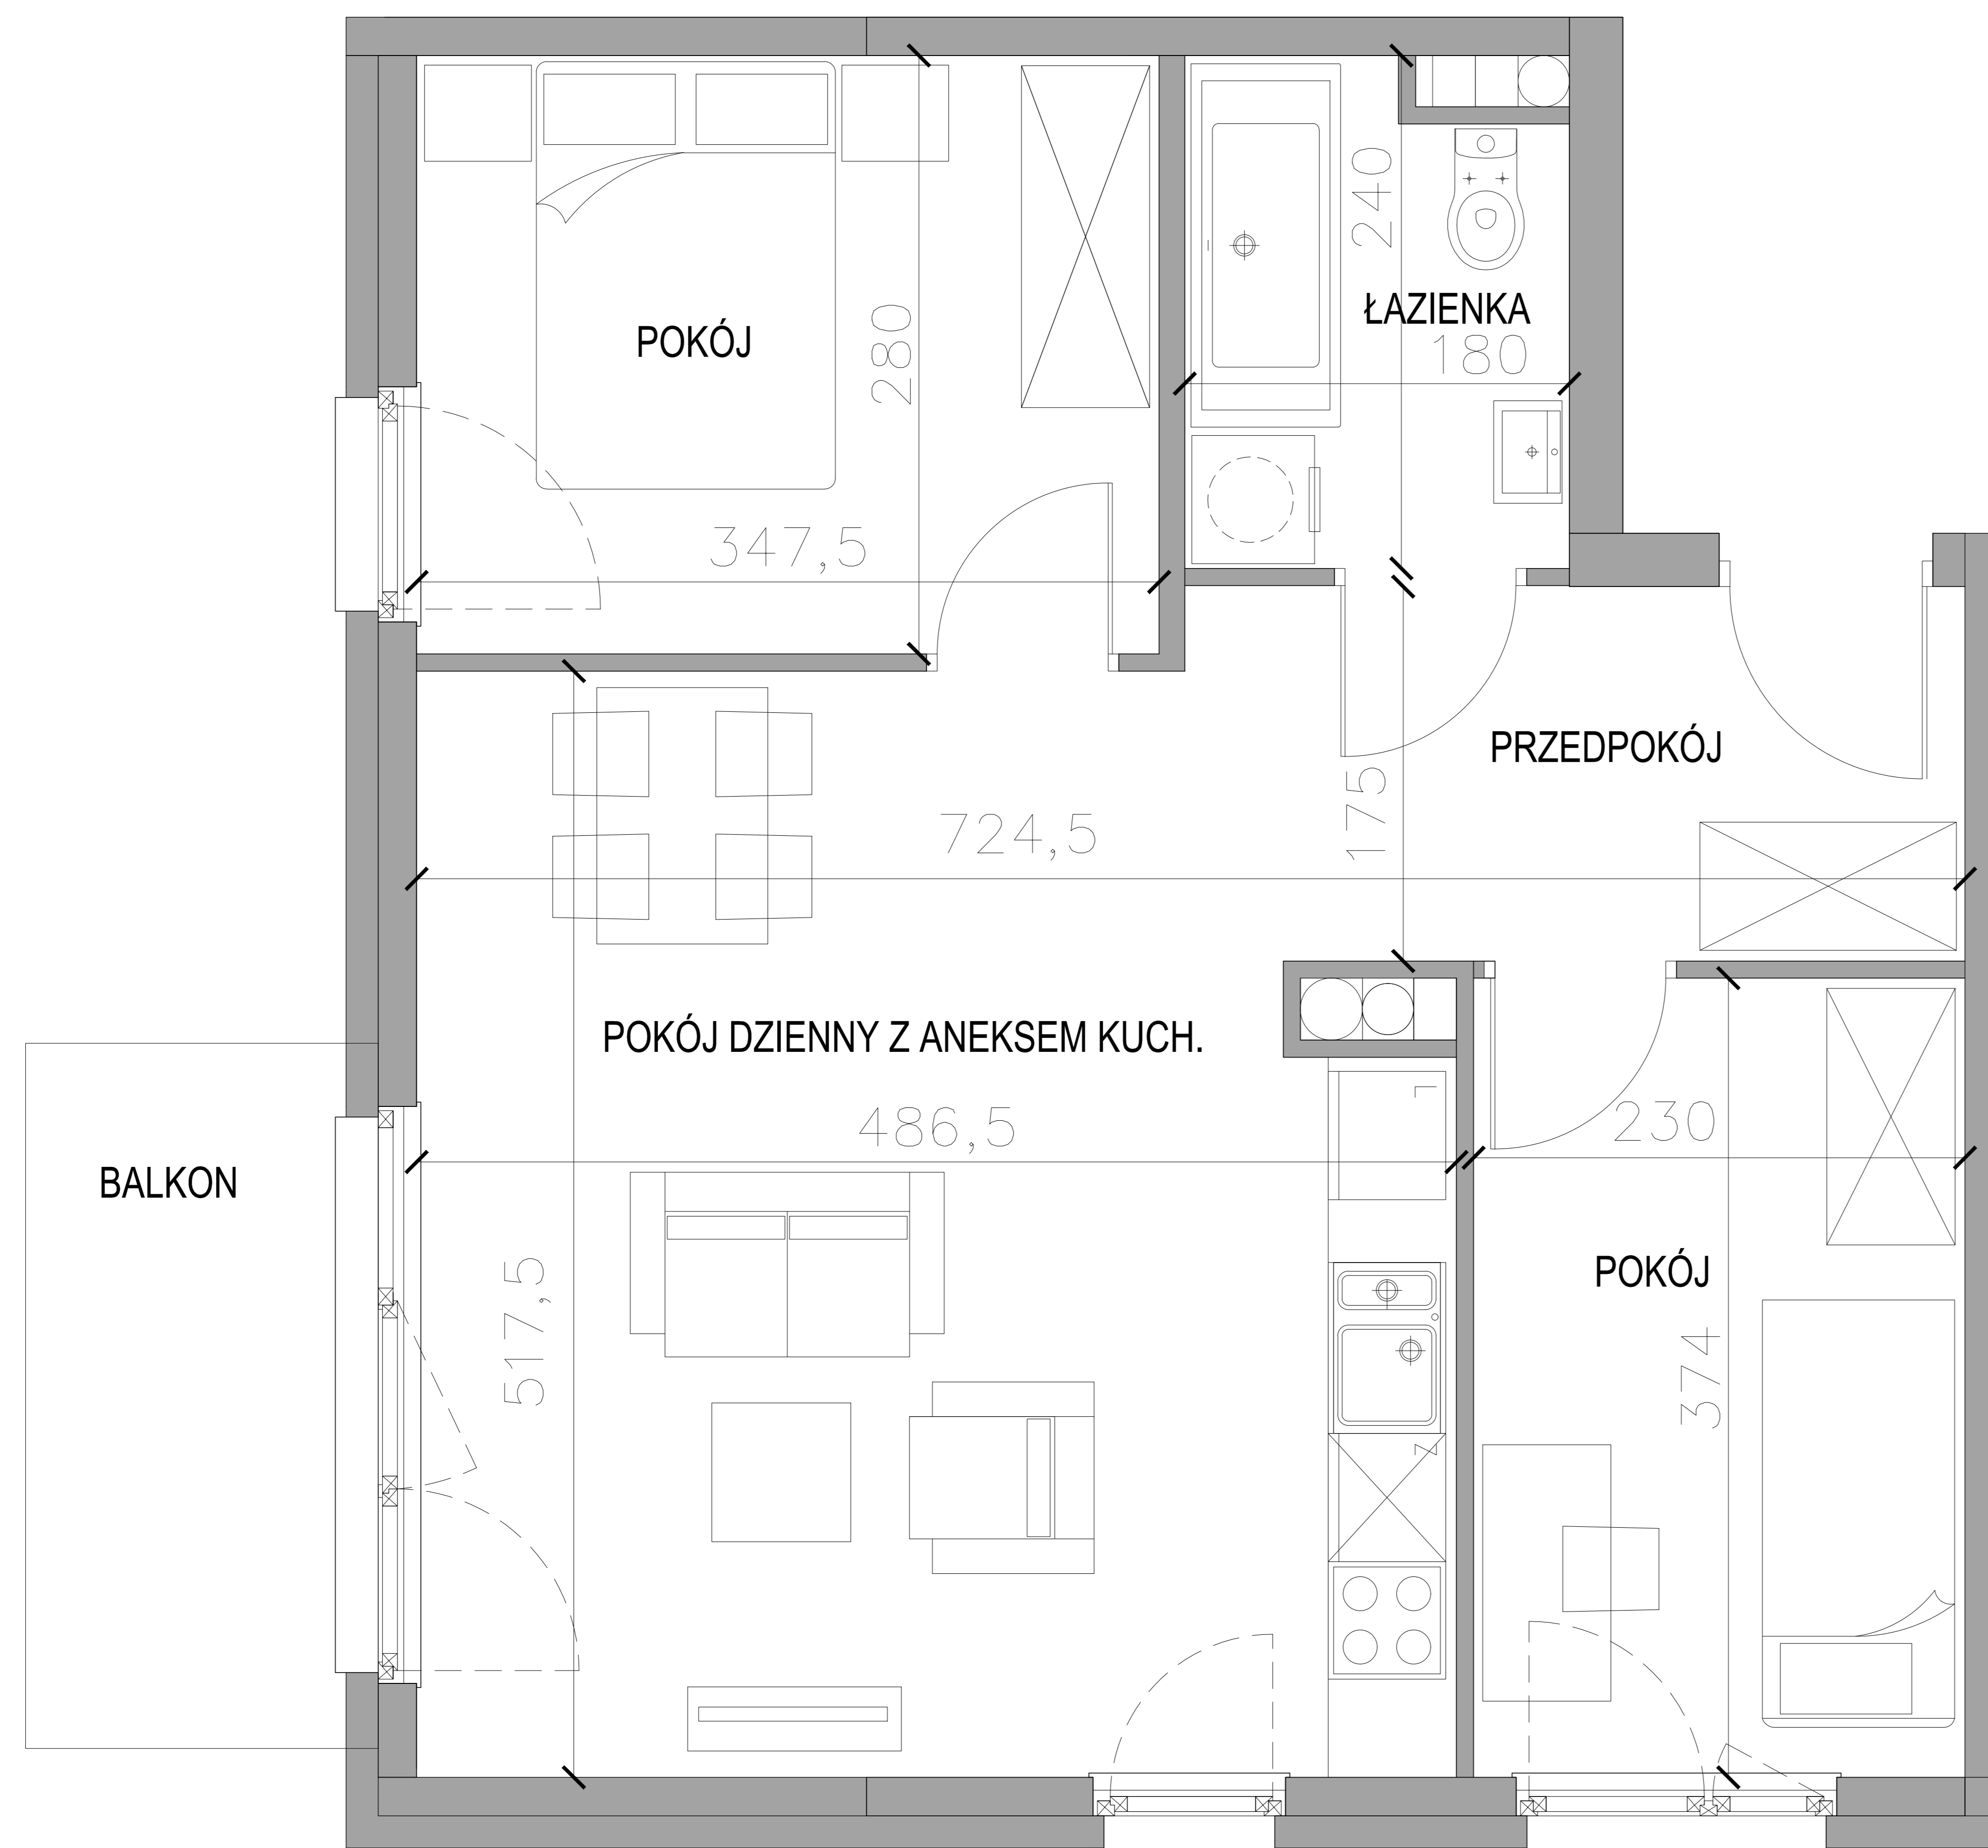 POKÓJ
280
347,5
240
ŁAZIENKA
180
PRZEDPOKÓJ
175
724,5
POKÓJ DZIENNY Z ANEKSEM KUCH.
486,5
517,5
BALKON
230
POKÓJ
374
L
Z